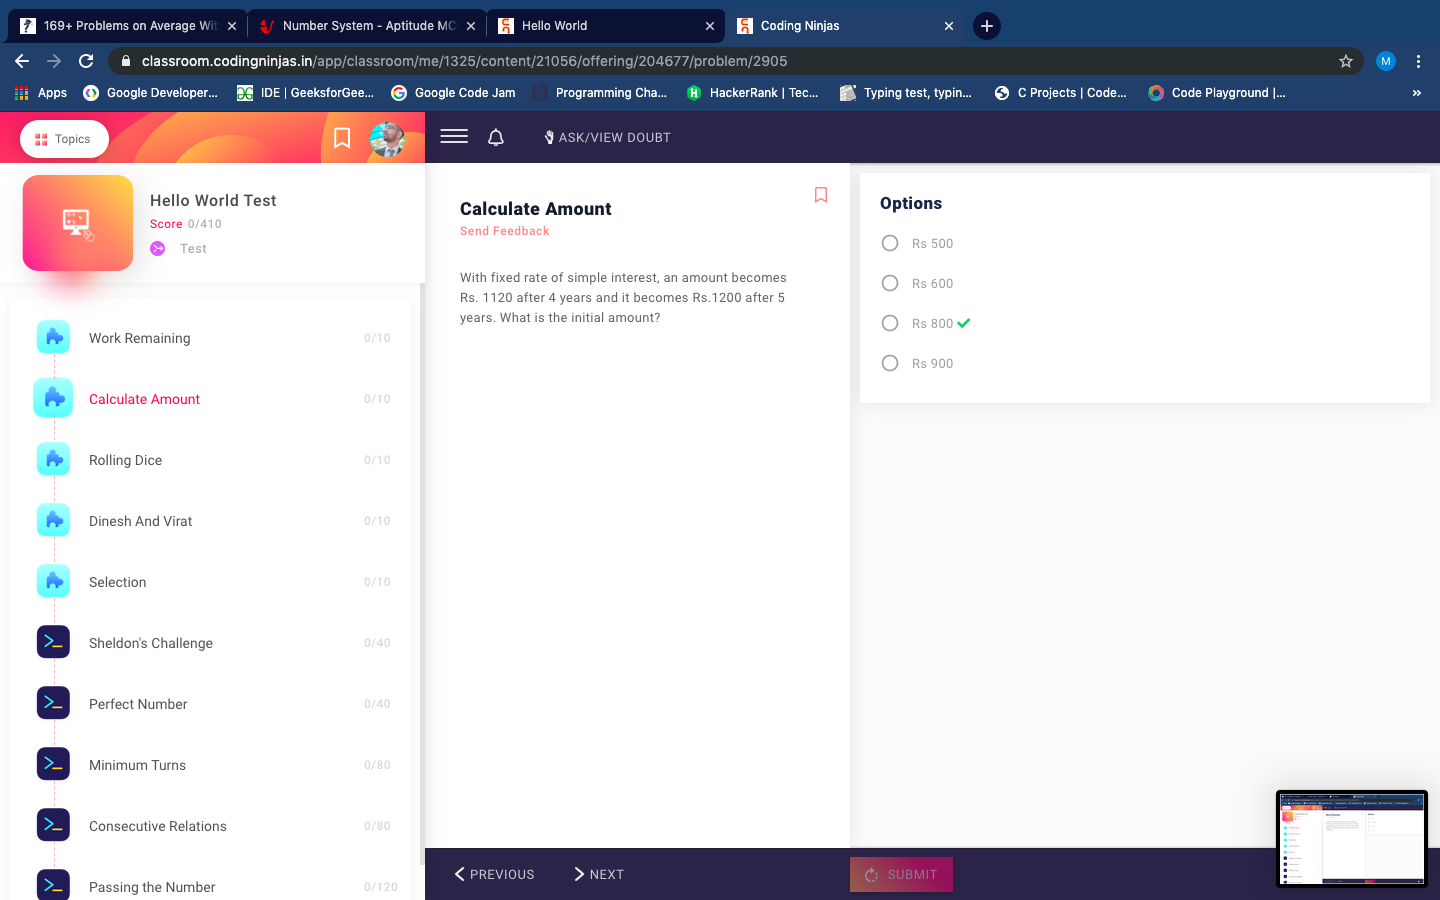 169+ Problems on Average Wit
Number System - Aptitude MC
Hello World
Coding Ninjas
classroom.codingninjas.in/app/classroom/me/1325/content/21056/offering/204677/problem/2905
M
Apps
Google Developer...
IDE | GeeksforGee...
Google Code Jam
Programming Cha...
HackerRank | Tec...
Typing test, typin...
C Projects | Code...
Code Playground |...
»
Topics
ASK/VIEW DOUBT
Hello World Test
Score 0/410
Test
Work Remaining 0/10
Calculate Amount 0/10
Rolling Dice 0/10
Dinesh And Virat 0/10
Selection 0/10
Sheldon's Challenge 0/40
Perfect Number 0/40
Minimum Turns 0/80
Consecutive Relations 0/80
Passing the Number 0/120
Calculate Amount
Send Feedback
With fixed rate of simple interest, an amount becomes
Rs. 1120 after 4 years and it becomes Rs.1200 after 5
years. What is the initial amount?
Options
Rs 500
Rs 600
Rs 800
Rs 900
PREVIOUS
NEXT
SUBMIT